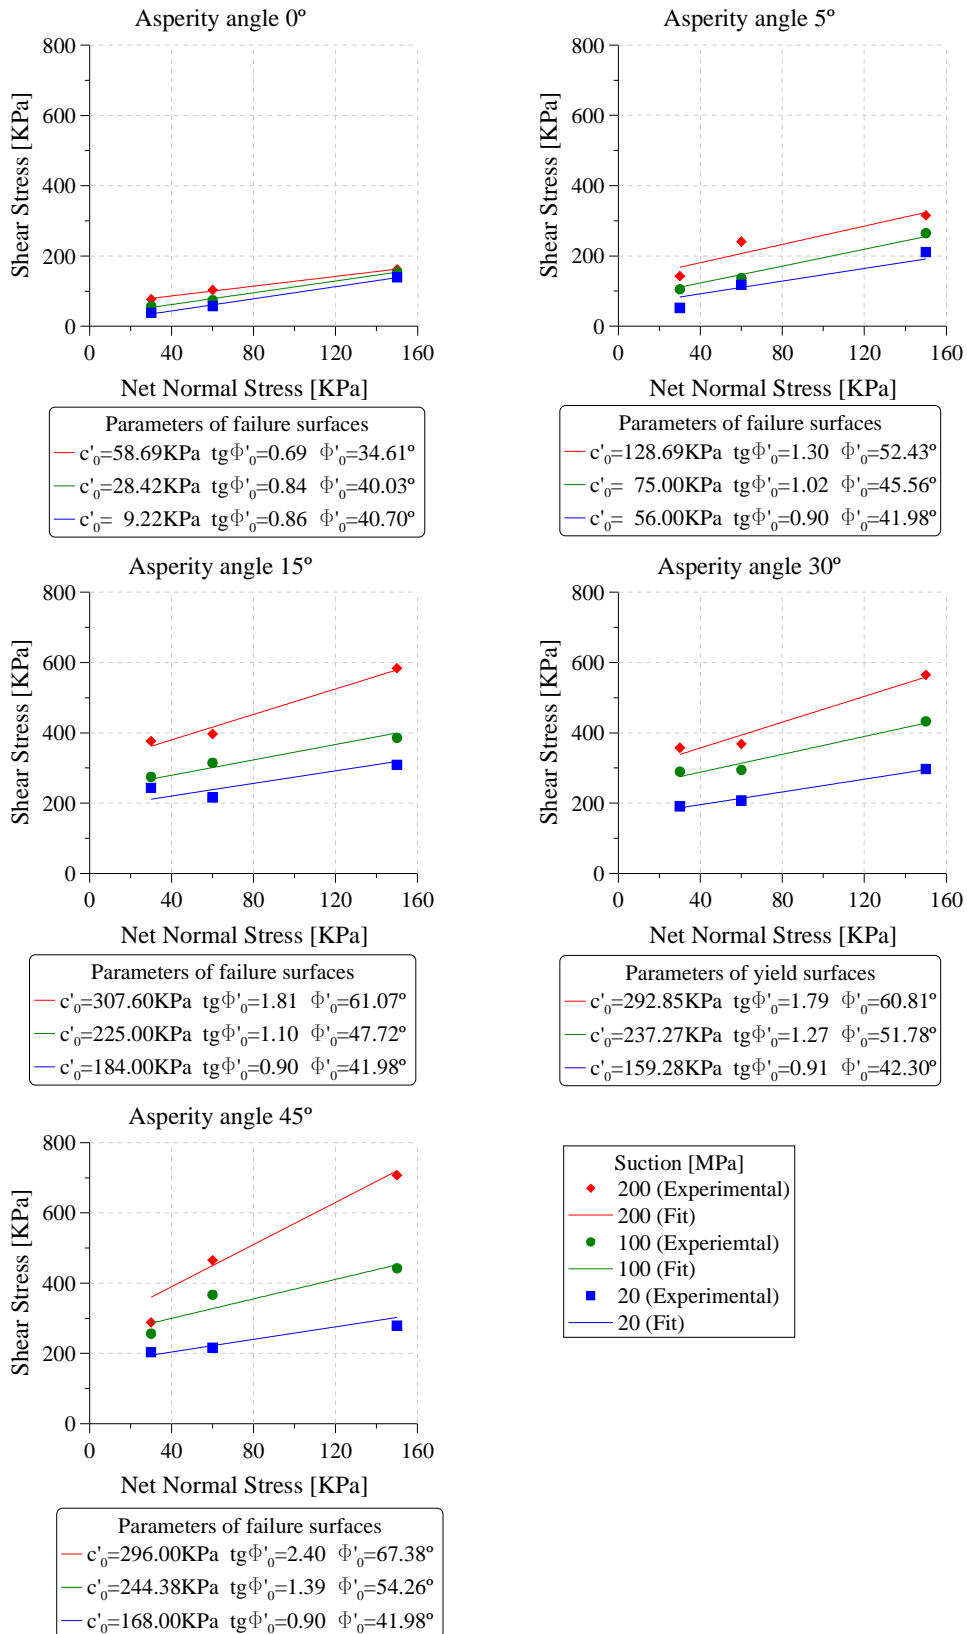 Asperity angle 0º
800
600
400
200
0
0 40 80 120 160
Shear Stress [KPa]
Net Normal Stress [KPa]
Parameters of failure surfaces
c'0=58.69KPa tgΦ'0=0.69 Φ'0=34.61º
c'0=28.42KPa tgΦ'0=0.84 Φ'0=40.03º
c'0= 9.22KPa tgΦ'0=0.86 Φ'0=40.70º
Asperity angle 5º
800
600
400
200
0
0 40 80 120 160
Shear Stress [KPa]
Net Normal Stress [KPa]
Parameters of failure surfaces
c'0=128.69KPa tgΦ'0=1.30 Φ'0=52.43º
c'0= 75.00KPa tgΦ'0=1.02 Φ'0=45.56º
c'0= 56.00KPa tgΦ'0=0.90 Φ'0=41.98º
Asperity angle 15º
800
600
400
200
0
0 40 80 120 160
Shear Stress [KPa]
Net Normal Stress [KPa]
Parameters of failure surfaces
c'0=307.60KPa tgΦ'0=1.81 Φ'0=61.07º
c'0=225.00KPa tgΦ'0=1.10 Φ'0=47.72º
c'0=184.00KPa tgΦ'0=0.90 Φ'0=41.98º
Asperity angle 30º
800
600
400
200
0
0 40 80 120 160
Shear Stress [KPa]
Net Normal Stress [KPa]
Parameters of yield surfaces
c'0=292.85KPa tgΦ'0=1.79 Φ'0=60.81º
c'0=237.27KPa tgΦ'0=1.27 Φ'0=51.78º
c'0=159.28KPa tgΦ'0=0.91 Φ'0=42.30º
Asperity angle 45º
800
600
400
200
0
0 40 80 120 160
Shear Stress [KPa]
Net Normal Stress [KPa]
Parameters of failure surfaces
c'0=296.00KPa tgΦ'0=2.40 Φ'0=67.38º
c'0=244.38KPa tgΦ'0=1.39 Φ'0=54.26º
c'0=168.00KPa tgΦ'0=0.90 Φ'0=41.98º
Suction [MPa]
200 (Experimental)
200 (Fit)
100 (Experiemtal)
100 (Fit)
20 (Experimental)
20 (Fit)